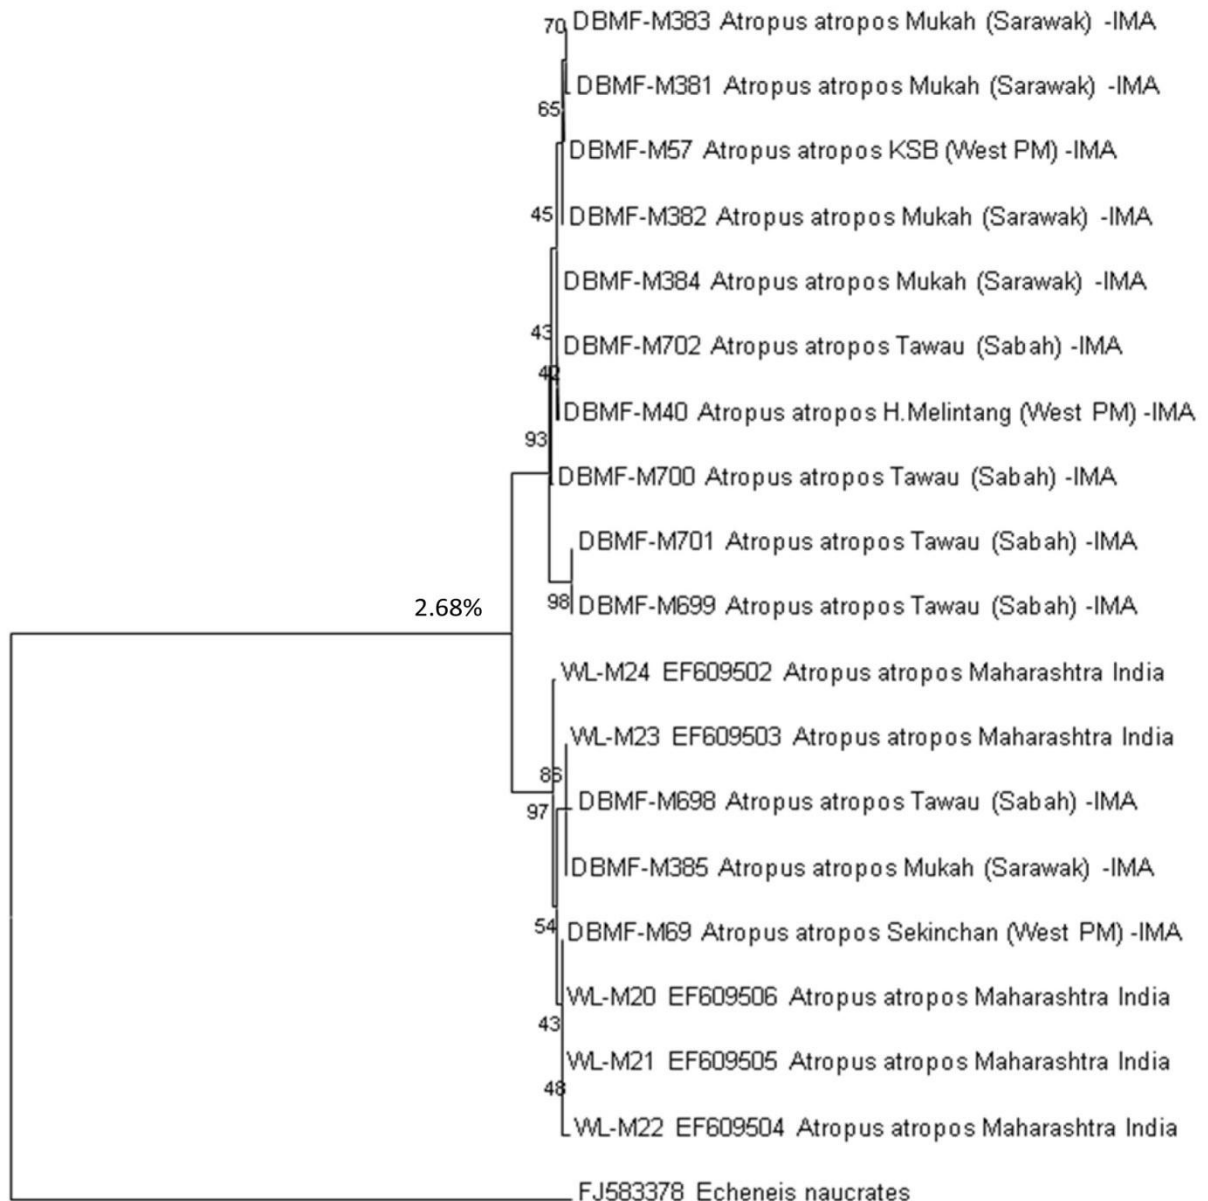 70 DBMF-M383 Atropus atropos Mukah (Sarawak) -IMA
DBMF-M381 Atropus atropos Mukah (Sarawak) -IMA
65
DBMF-M57 Atropus atropos KSB (West PM) -IMA
45 DBMF-M382 Atropus atropos Mukah (Sarawak) -IMA
DBMF-M384 Atropus atropos Mukah (Sarawak) -IMA
43
DBMF-M702 Atropus atropos Tawau (Sabah) -IMA
42
DBMF-M40 Atropus atropos H.Melintang (West PM) -IMA
93
DBMF-M700 Atropus atropos Tawau (Sabah) -IMA
DBMF-M701 Atropus atropos Tawau (Sabah) -IMA
2.68%
98 DBMF-M699 Atropus atropos Tawau (Sabah) -IMA
WL-M24 EF609502 Atropus atropos Maharashtra India
WL-M23 EF609503 Atropus atropos Maharashtra India
86
DBMF-M698 Atropus atropos Tawau (Sabah) -IMA
97
DBMF-M385 Atropus atropos Mukah (Sarawak) -IMA
54 DBMF-M69 Atropus atropos Sekinchan (West PM) -IMA
WL-M20 EF609506 Atropus atropos Maharashtra India
43
WL-M21 EF609505 Atropus atropos Maharashtra India
48
WL-M22 EF609504 Atropus atropos Maharashtra India
FJ583378 Echeneis naucrates